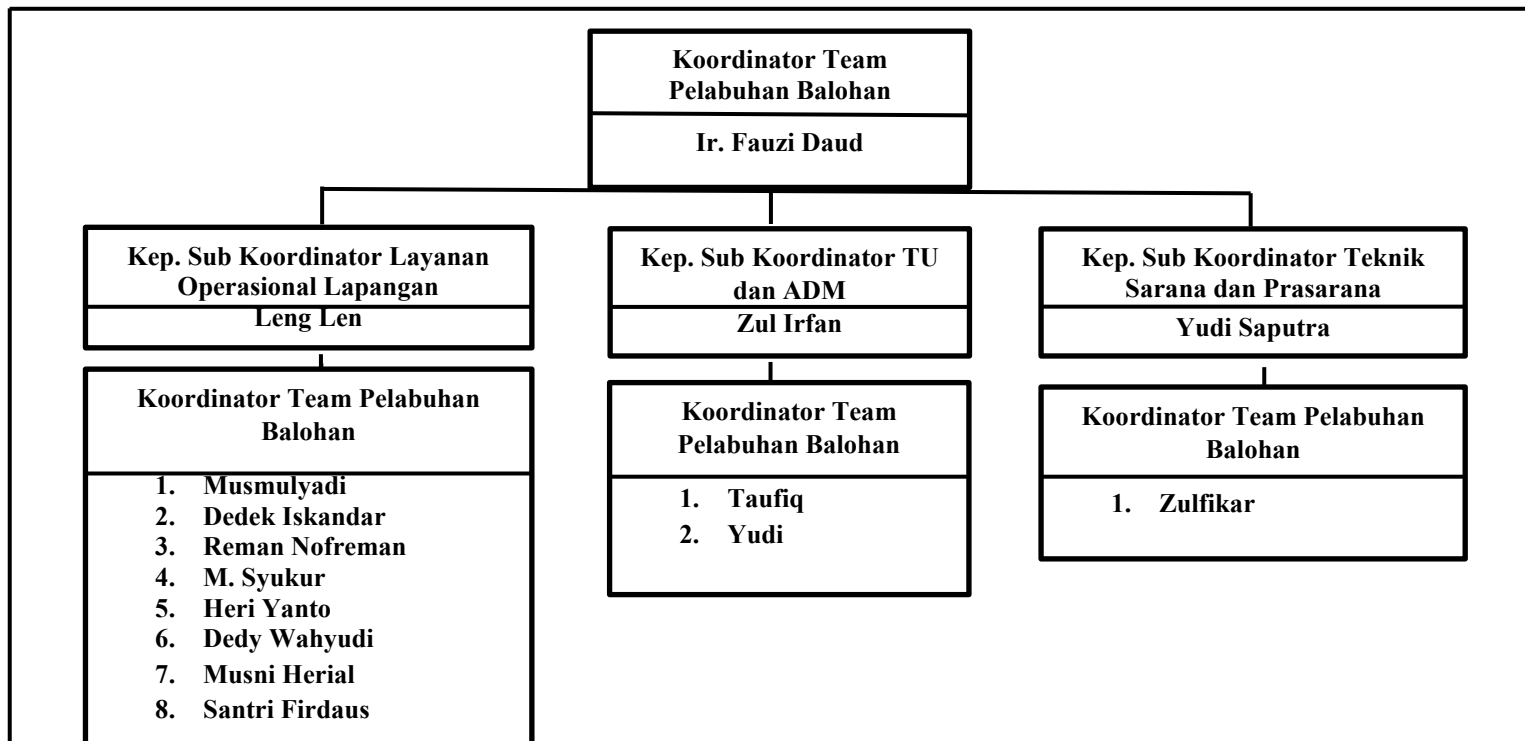 Koordinator Team
Pelabuhan Balohan
Ir. Fauzi Daud
Kep. Sub Koordinator Layanan
Operasional Lapangan
Leng Len
Kep. Sub Koordinator TU
dan ADM
Zul Irfan
Kep. Sub Koordinator Teknik
Sarana dan Prasarana
Yudi Saputra
Koordinator Team Pelabuhan
Balohan
1. Musmulyadi
2. Dedek Iskandar
3. Reman Nofreman
4. M. Syukur
5. Heri Yanto
6. Dedy Wahyudi
7. Musni Herial
8. Santri Firdaus
Koordinator Team
Pelabuhan Balohan
1. Taufiq
2. Yudi
Koordinator Team Pelabuhan
Balohan
1. Zulfikar